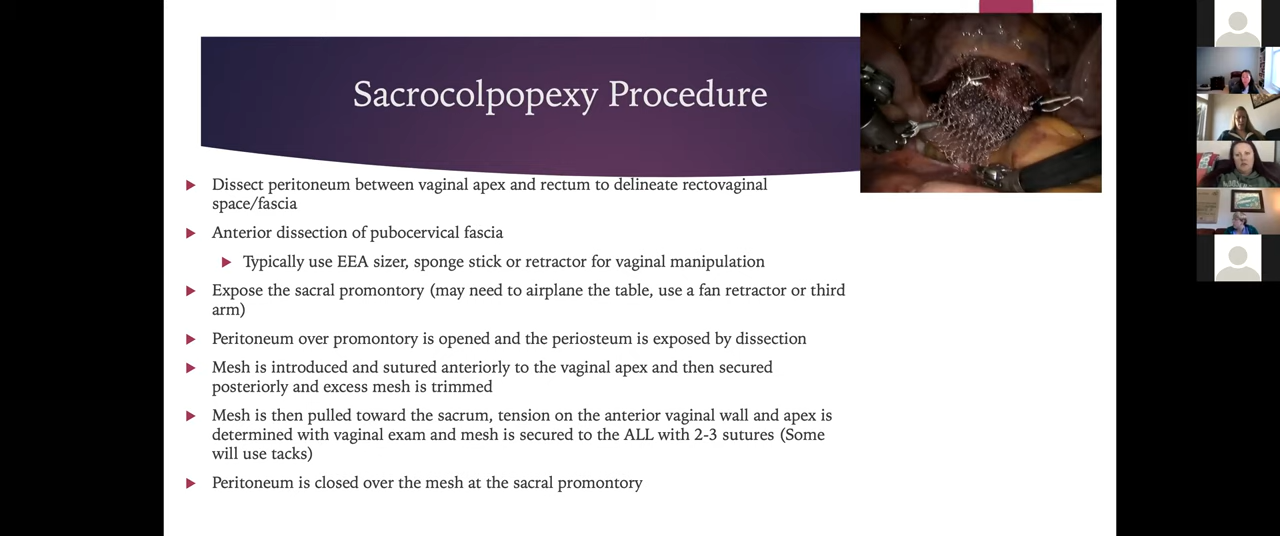 Sacrocolpopexy Procedure
Dissect peritoneum between vaginal apex and rectum to delineate rectovaginal
space/fascia
Anterior dissection of pubocervical fascia
Typically use EEA sizer, sponge stick or retractor for vaginal manipulation
Expose the sacral promontory (may need to airplane the table, use a fan retractor or third
arm)
Peritoneum over promontory is opened and the periosteum is exposed by dissection
Mesh is introduced and sutured anteriorly to the vaginal apex and then secured
posteriorly and excess mesh is trimmed
Mesh is then pulled toward the sacrum, tension on the anterior vaginal wall and apex is
determined with vaginal exam and mesh is secured to the ALL with 2-3 sutures (Some
will use tacks)
Peritoneum is closed over the mesh at the sacral promontory